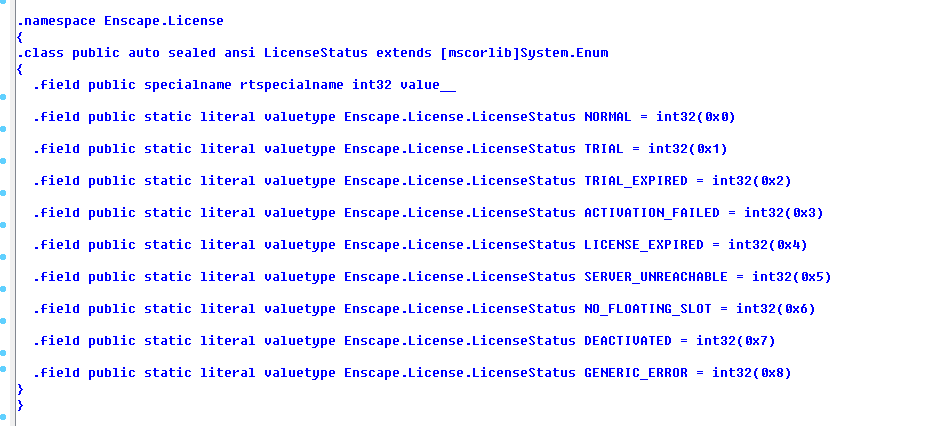 .namespace Enscape.License
{
.class public auto sealed ansi LicenseStatus extends [mscorlib]System.Enum
{
  .field public specialname rtspecialname int32 value__
  .field public static literal valuetype Enscape.License.LicenseStatus NORMAL = int32(0x0)
  .field public static literal valuetype Enscape.License.LicenseStatus TRIAL = int32(0x1)
  .field public static literal valuetype Enscape.License.LicenseStatus TRIAL_EXPIRED = int32(0x2)
  .field public static literal valuetype Enscape.License.LicenseStatus ACTIVATION_FAILED = int32(0x3)
  .field public static literal valuetype Enscape.License.LicenseStatus LICENSE_EXPIRED = int32(0x4)
  .field public static literal valuetype Enscape.License.LicenseStatus SERVER_UNREACHABLE = int32(0x5)
  .field public static literal valuetype Enscape.License.LicenseStatus NO_FLOATING_SLOT = int32(0x6)
  .field public static literal valuetype Enscape.License.LicenseStatus DEACTIVATED = int32(0x7)
  .field public static literal valuetype Enscape.License.LicenseStatus GENERIC_ERROR = int32(0x8)
}
}